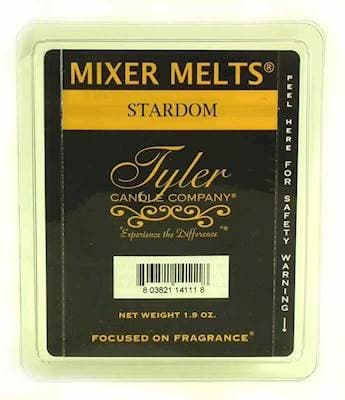 MIXER MELTS®
STARDOM
Tyler
CANDLE COMPANY®
"Experience the Difference"®
8 03821 14111 8
NET WEIGHT 1.9 OZ.
FOCUSED ON FRAGRANCE®
PEEL HERE FOR SAFETY WARNING